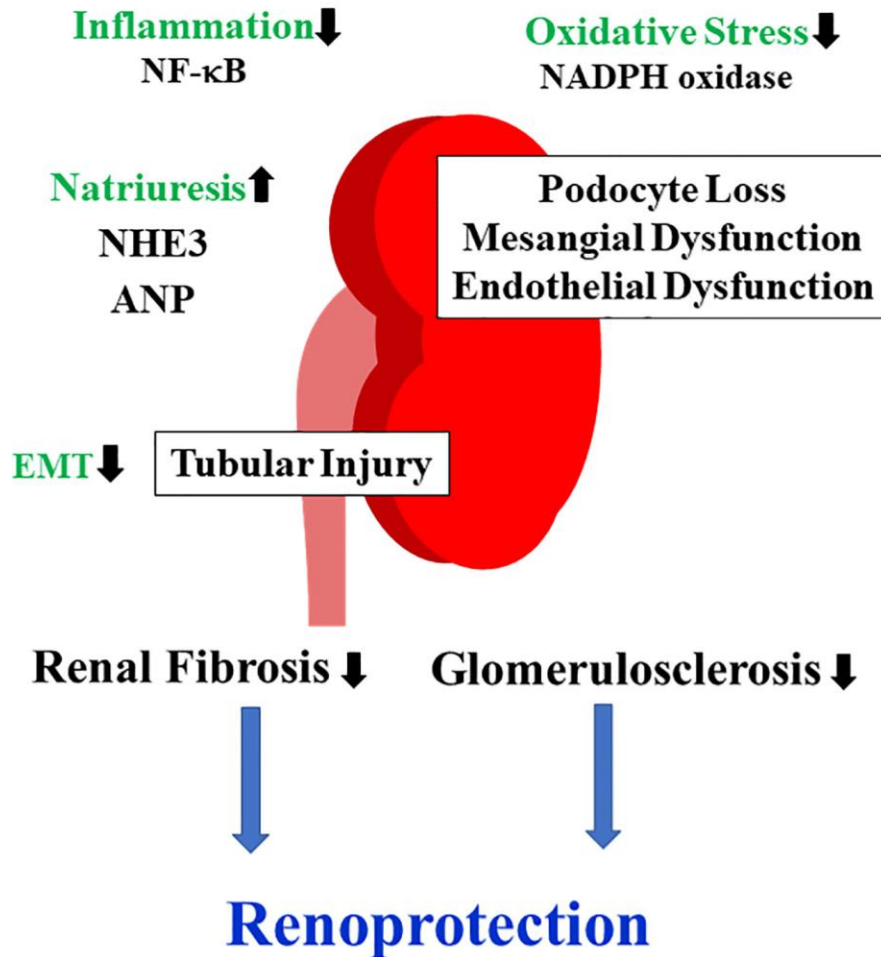 Inflammation
NF-κB
Oxidative Stress
NADPH oxidase
Natriuresis
NHE3
ANP
Podocyte Loss
Mesangial Dysfunction
Endothelial Dysfunction
EMT
Tubular Injury
Renal Fibrosis
Glomerulosclerosis
Renoprotection